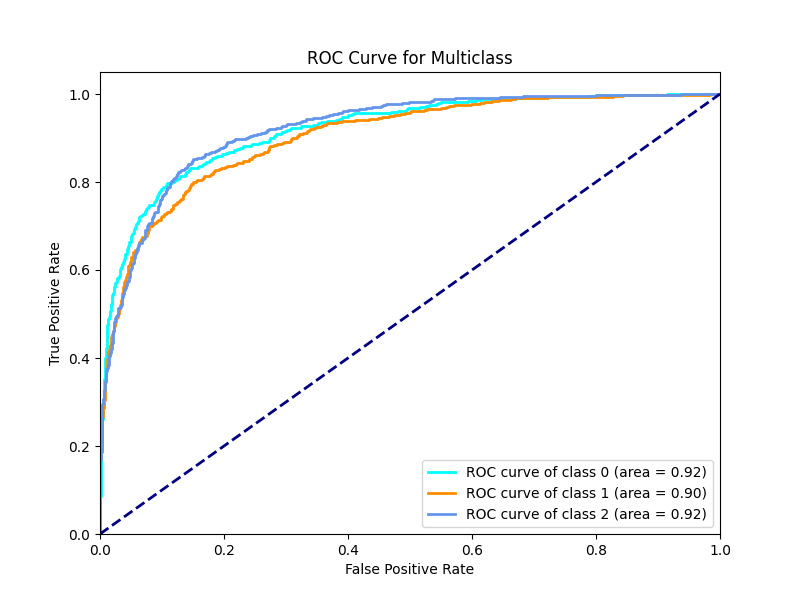 ROC Curve for Multiclass
True Positive Rate
1.0
0.8
0.6
0.4
0.2
0.0
ROC curve of class 0 (area = 0.92)
ROC curve of class 1 (area = 0.90)
ROC curve of class 2 (area = 0.92)
0.0 0.2 0.4 0.6 0.8 1.0
False Positive Rate